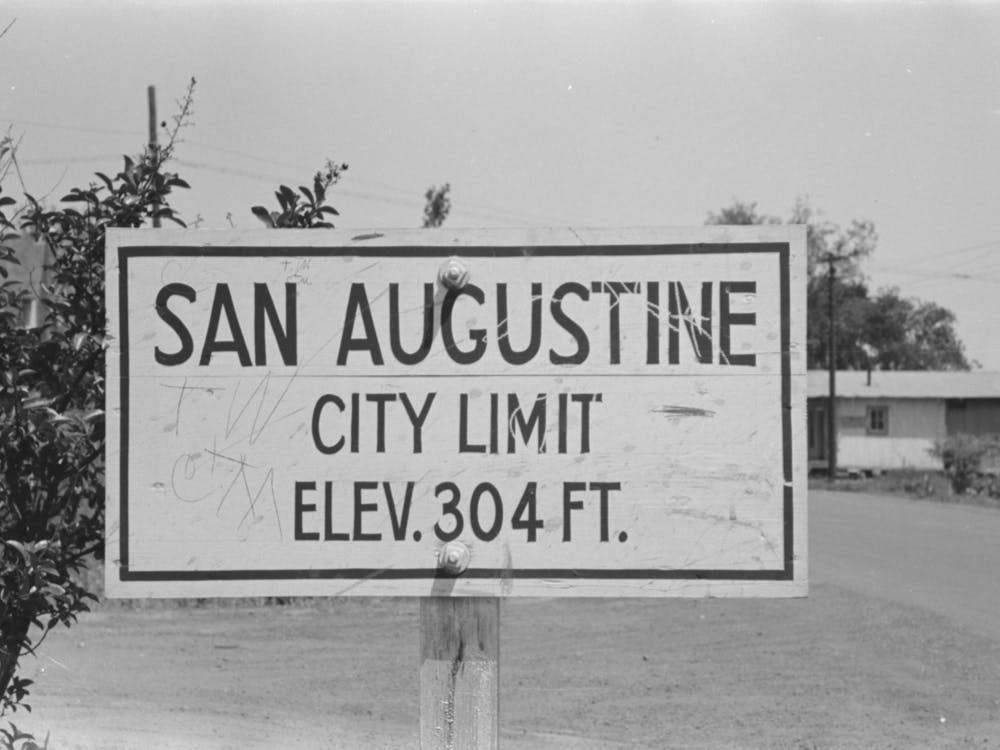 SAN AUGUSTINE
CITY LIMIT
ELEV. 304 FT.
T W
C + M